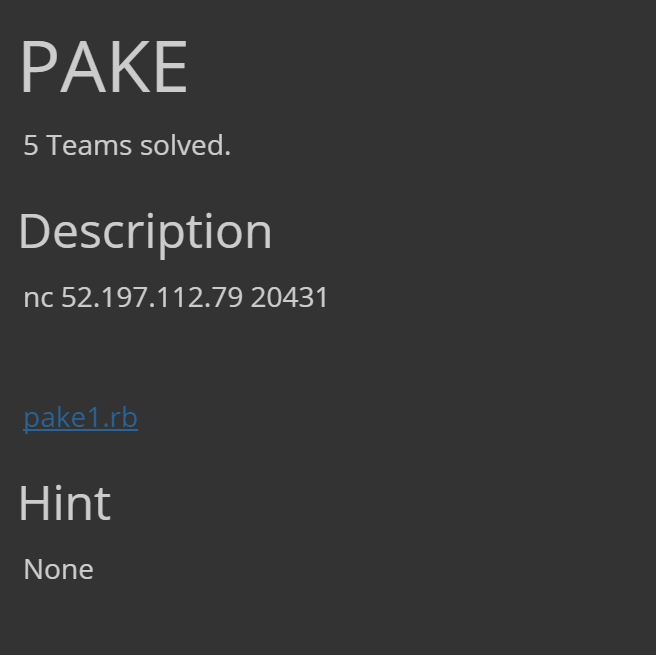 PAKE
5 Teams solved.
Description
nc 52.197.112.79 20431
pake1.rb
Hint
None